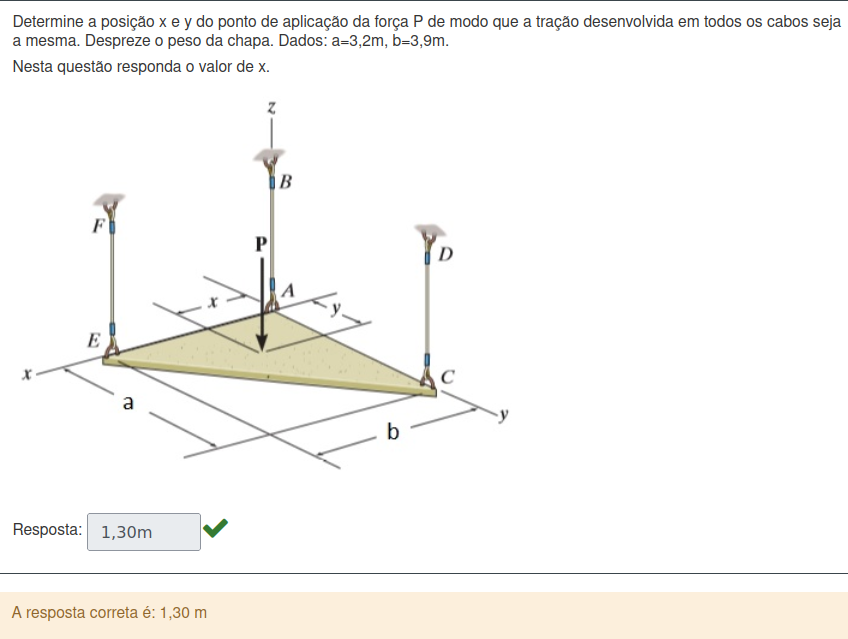 Determine a posição x e y do ponto de aplicação da força P de modo que a tração desenvolvida em todos os cabos seja
a mesma. Despreze o peso da chapa. Dados: a=3,2m, b=3,9m.
Nesta questão responda o valor de x.
z
B
F
P
D
A
x
y
E
C
x
a
y
b
Resposta: 1,30m
A resposta correta é: 1,30 m